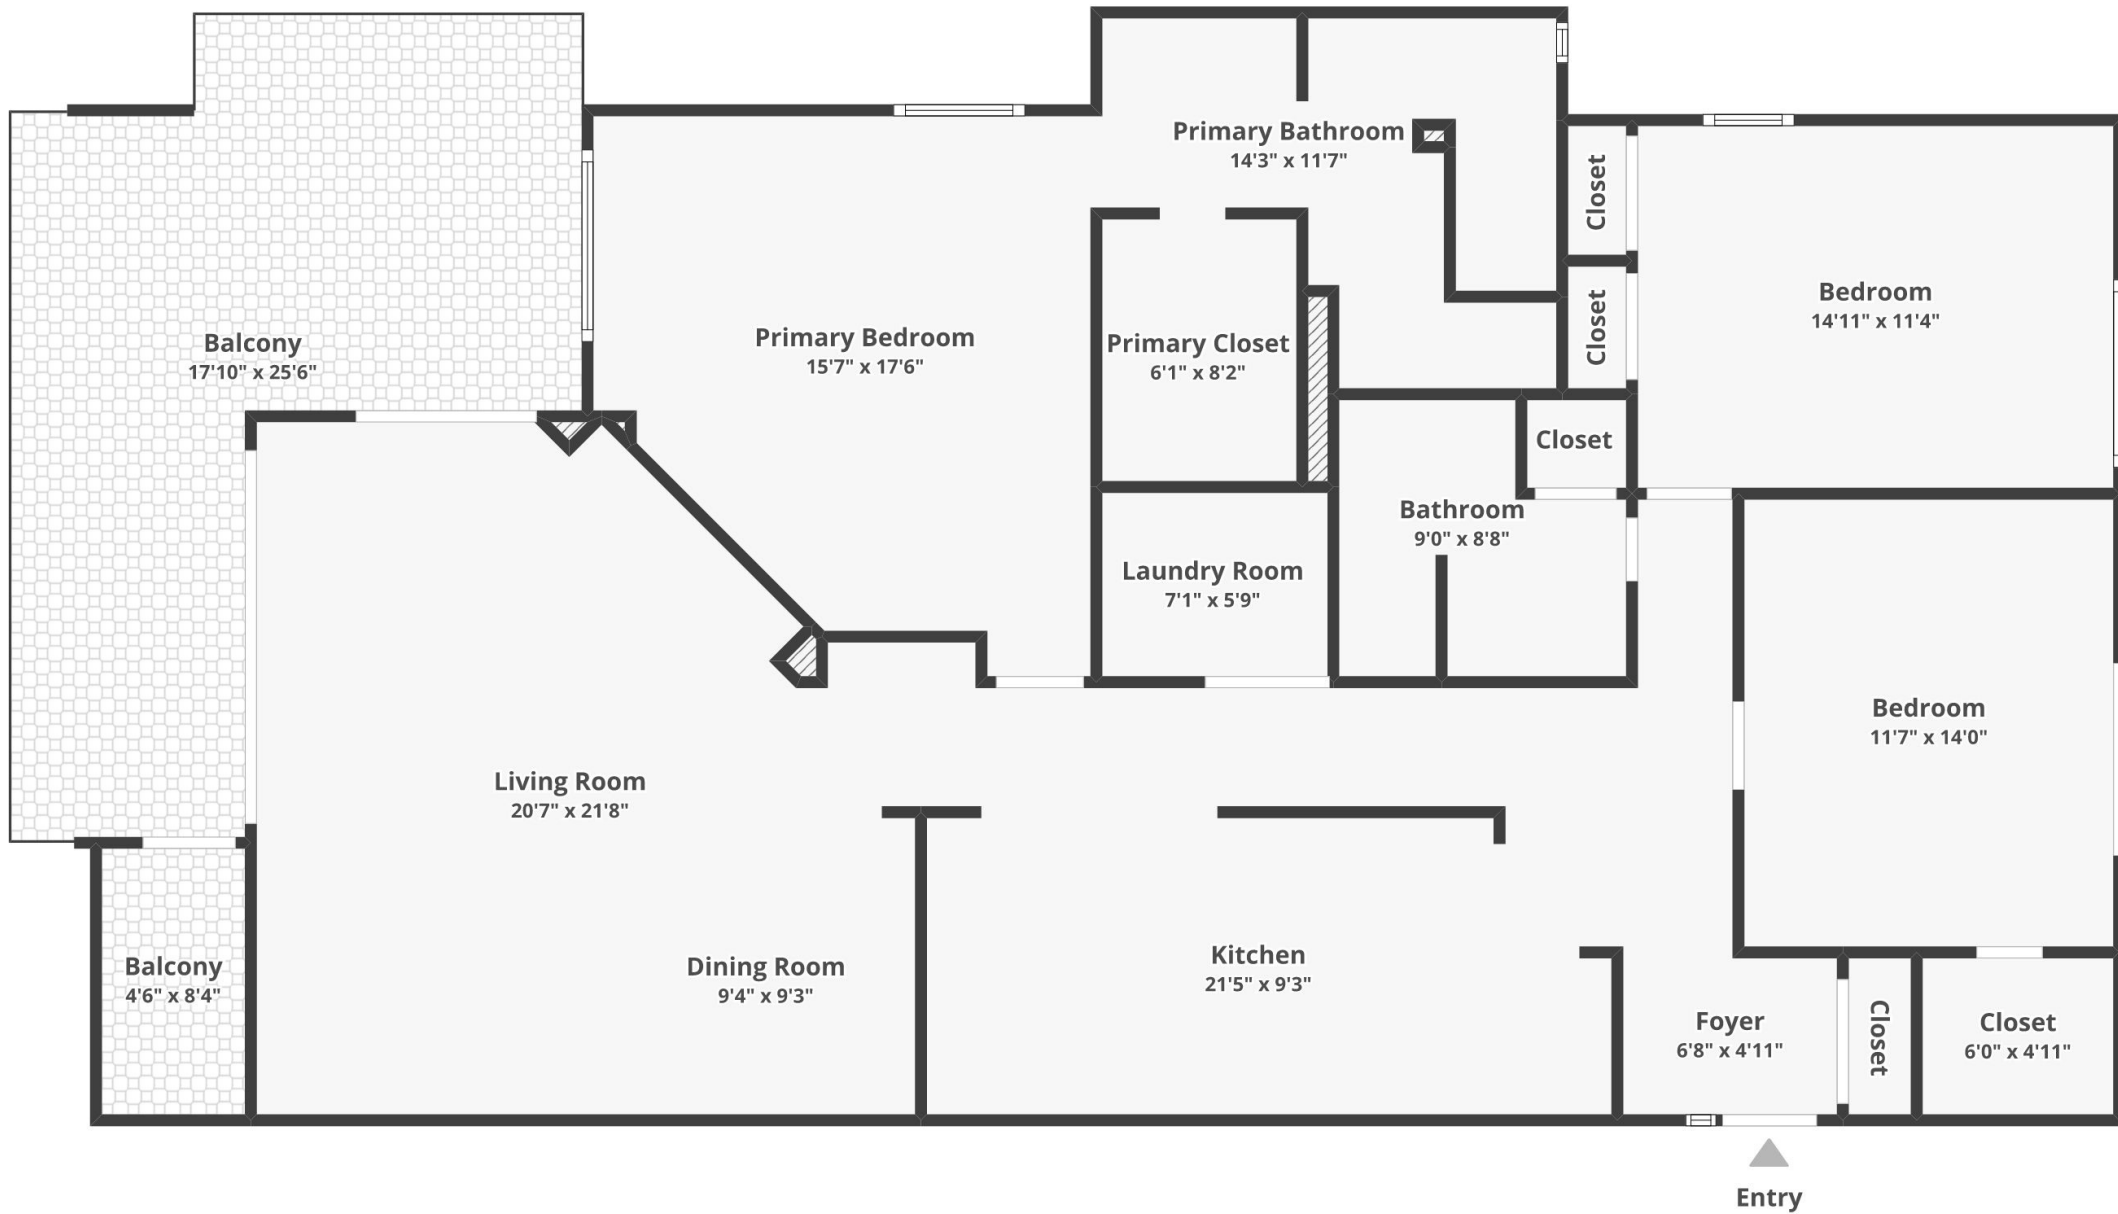 Primary Bathroom
14'3" x 11'7"
Closet
Closet
Bedroom
14'11" x 11'4"
Balcony
17'10" x 25'6"
Primary Bedroom
15'7" x 17'6"
Primary Closet
6'1" x 8'2"
Closet
Bathroom
9'0" x 8'8"
Laundry Room
7'1" x 5'9"
Bedroom
11'7" x 14'0"
Living Room
20'7" x 21'8"
Balcony
4'6" x 8'4"
Dining Room
9'4" x 9'3"
Kitchen
21'5" x 9'3"
Foyer
6'8" x 4'11"
Closet
Closet
6'0" x 4'11"
Entry